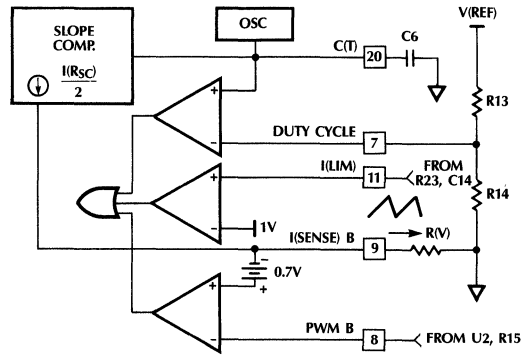 SLOPE
COMP.
I(RSC)
2
OSC
C(T)
20
C6
V(REF)
R13
DUTY CYCLE
7
I(LIM)
11
FROM
R23, C14
R14
1V
I(SENSE) B
9
R(V)
0.7V
PWM B
8
FROM U2, R15
+
−
+
−
−
+
+
−